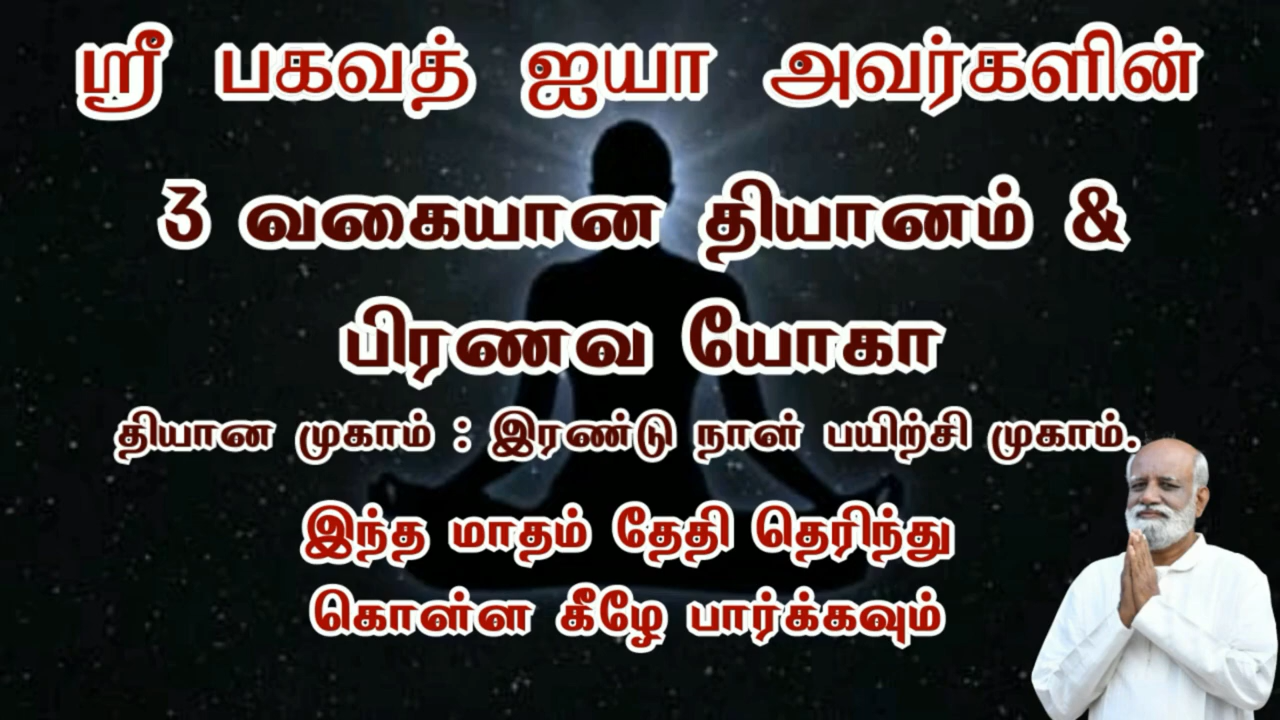 ஸ்ரீ பகவத் ஐயா அவர்களின்
3 வகையான தியானம் &
பிரணவ யோகா
தியான முகாம் : இரண்டு நாள் பயிற்சி முகாம்.
இந்த மாதம் தேதி தெரிந்து
கொள்ள கீழே பார்க்கவும்